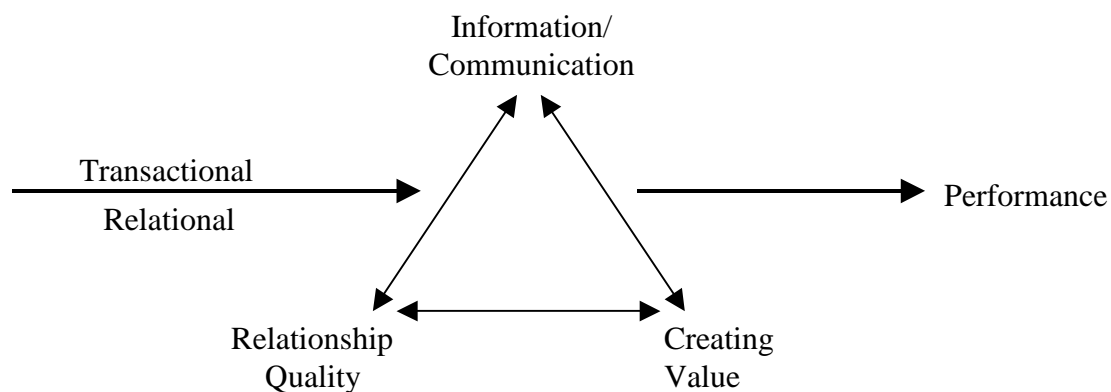 Information/
Communication
Transactional
Relational
Performance
Relationship
Quality
Creating
Value